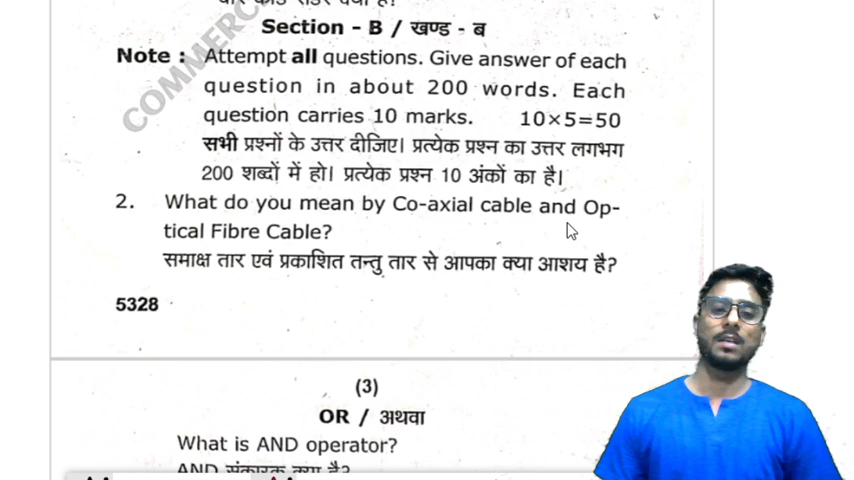 Section - B / खण्ड - ब
Note : Attempt all questions. Give answer of each
question in about 200 words. Each
question carries 10 marks. 10×5=50
सभी प्रश्नों के उत्तर दीजिए। प्रत्येक प्रश्न का उत्तर लगभग
200 शब्दों में हो। प्रत्येक प्रश्न 10 अंकों का है।
COMMERC
2. What do you mean by Co-axial cable and Op-
tical Fibre Cable?
समाक्ष तार एवं प्रकाशित तन्तु तार से आपका क्या आशय है?
5328
(3)
OR / अथवा
What is AND operator?
AND संकारक क्या है?